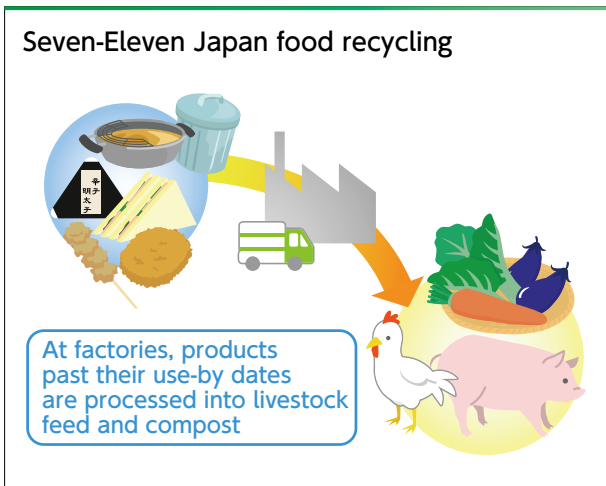 Seven-Eleven Japan food recycling
辛子
明太子
At factories, products
past their use-by dates
are processed into livestock
feed and compost